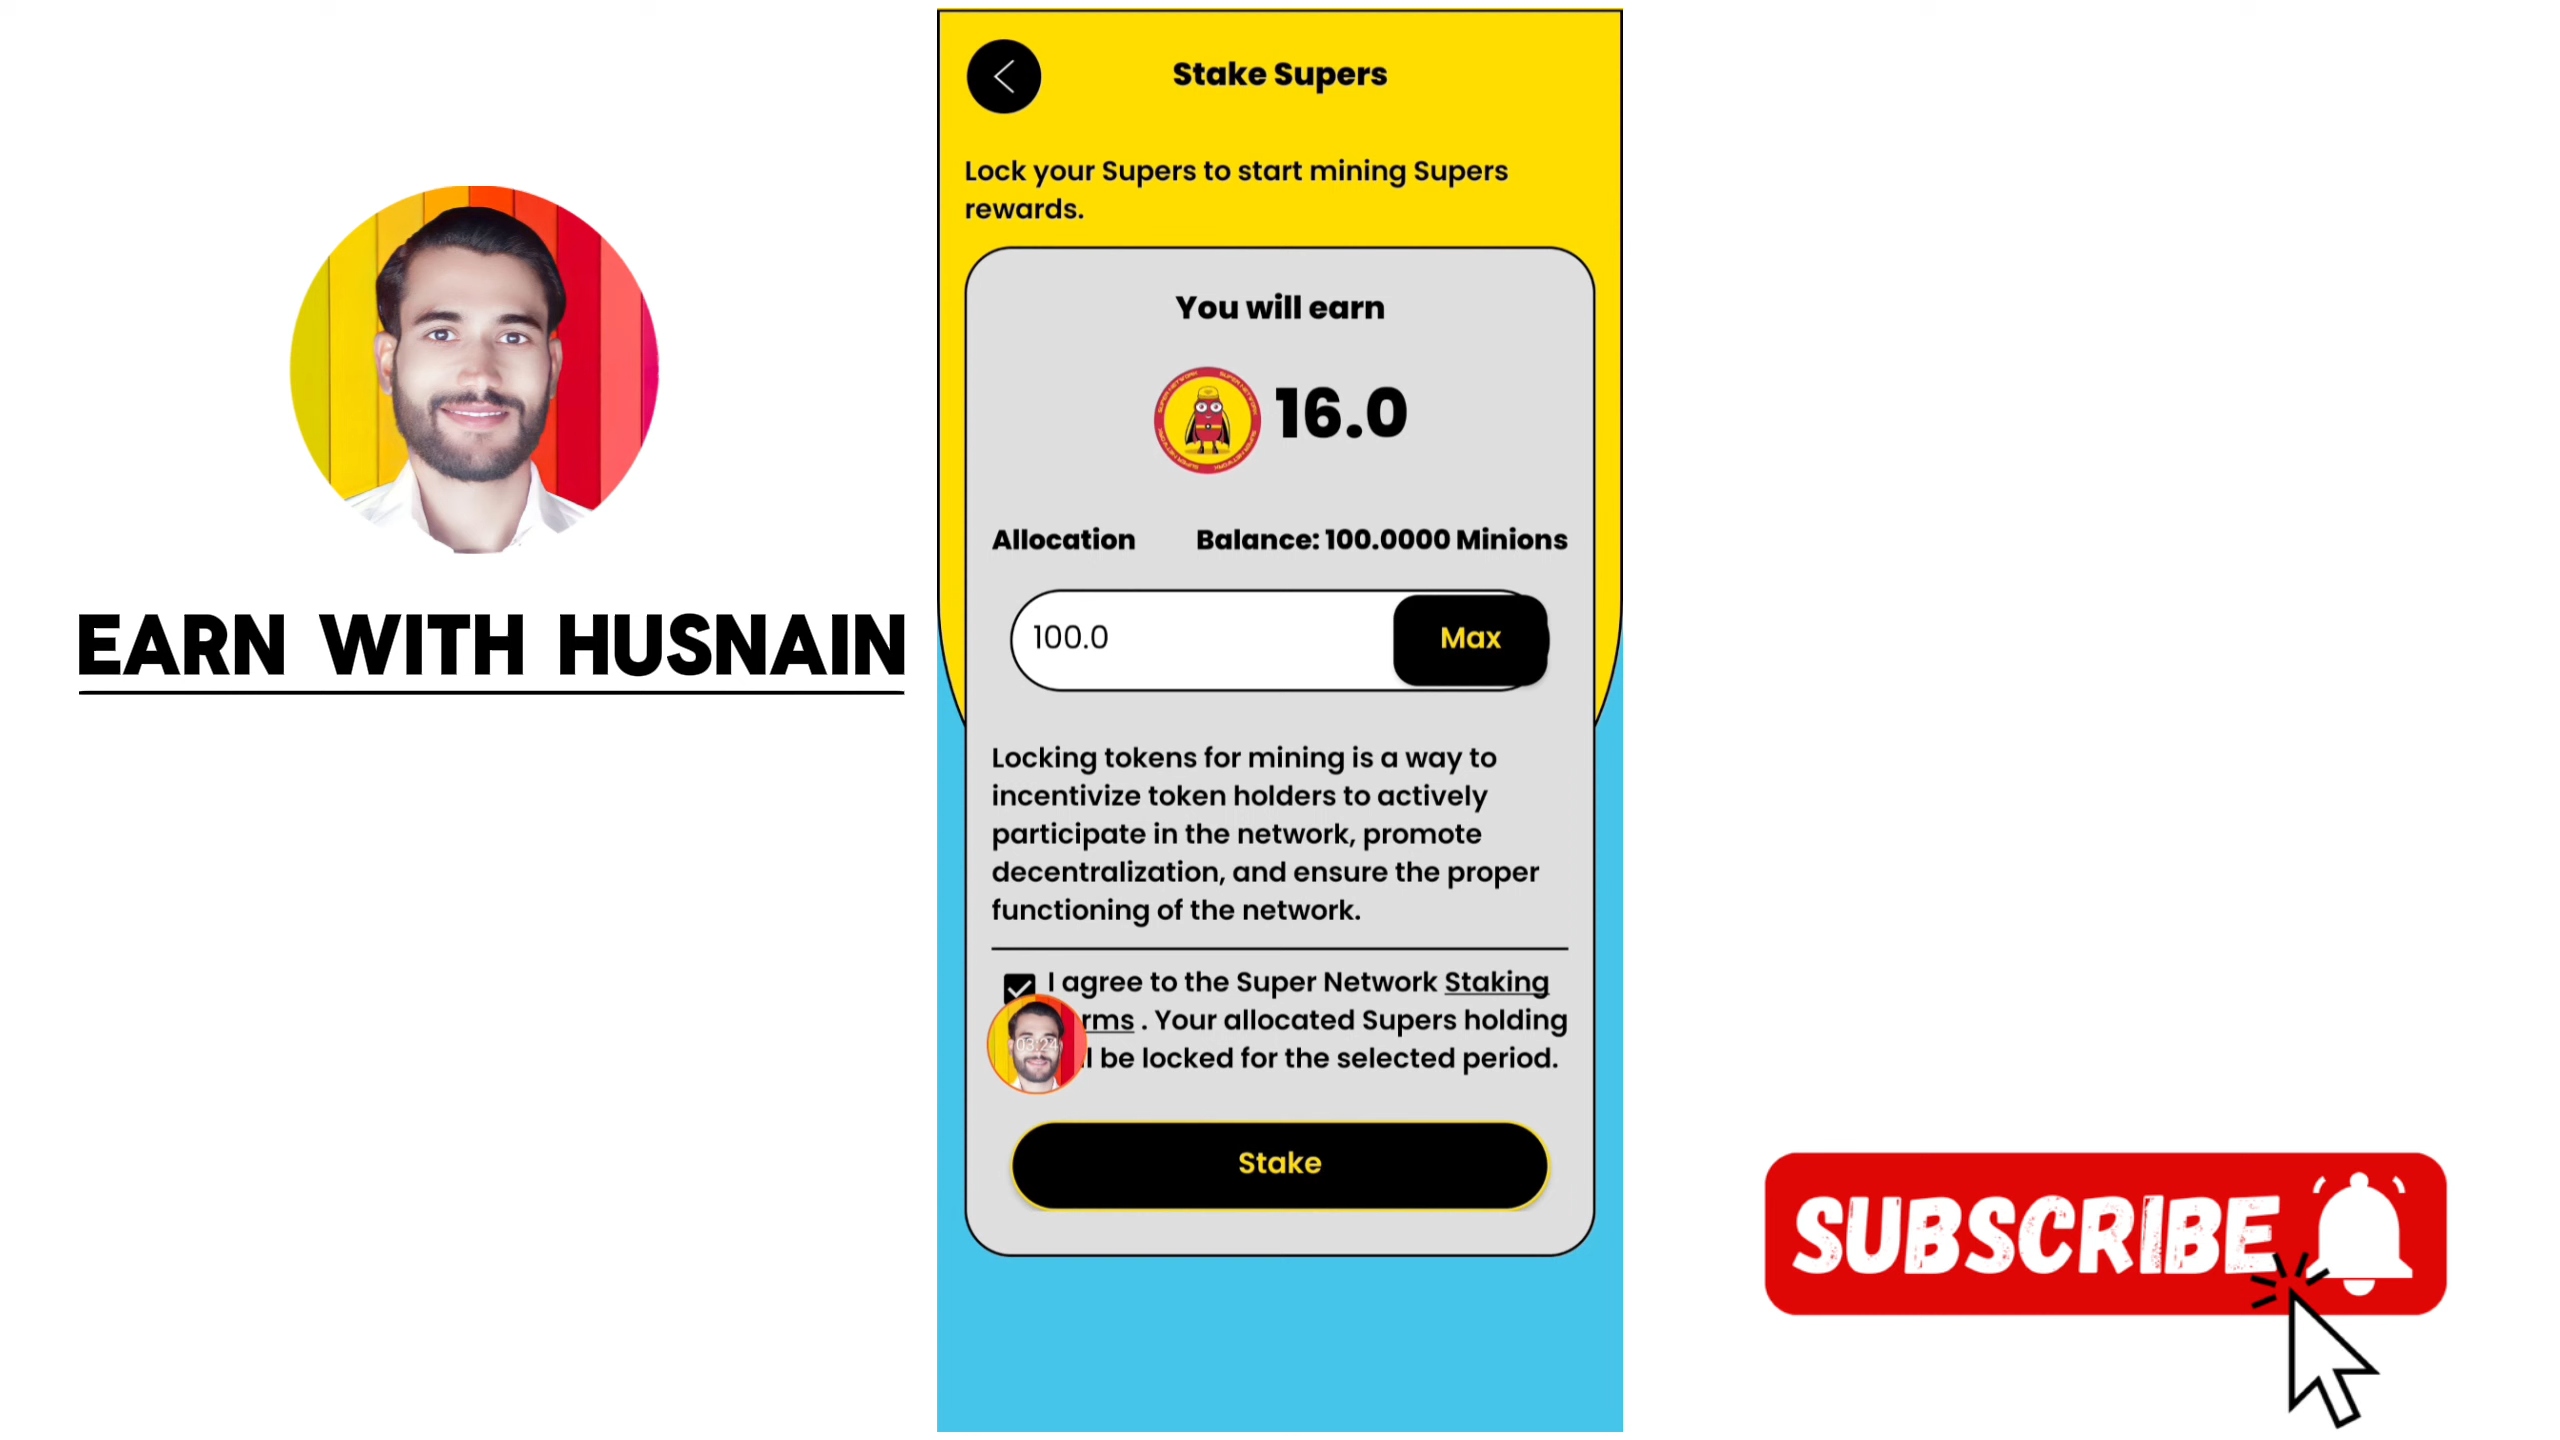 Stake Supers
Lock your Supers to start mining Supers
rewards.
You will earn
16.0
Allocation
Balance: 100.0000 Minions
100.0
Max
EARN WITH HUSNAIN
Locking tokens for mining is a way to
incentivize token holders to actively
participate in the network, promote
decentralization, and ensure the proper
functioning of the network.
I agree to the Super Network Staking
rms . Your allocated Supers holding
l be locked for the selected period.
03:24
Stake
SUBSCRIBE